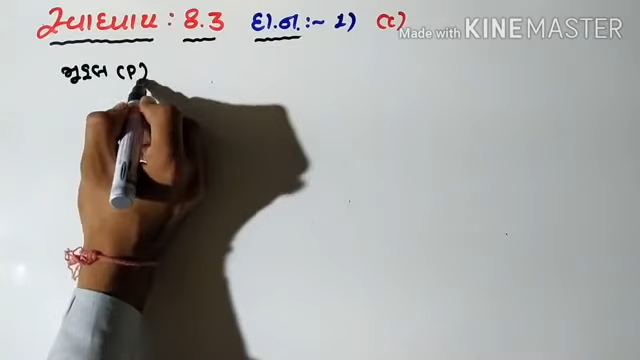 સ્વાધ્યાય : 8.3 દા.ન. :~ 1) (c)
Made with KINEMASTER
મુદ્દલ (P)